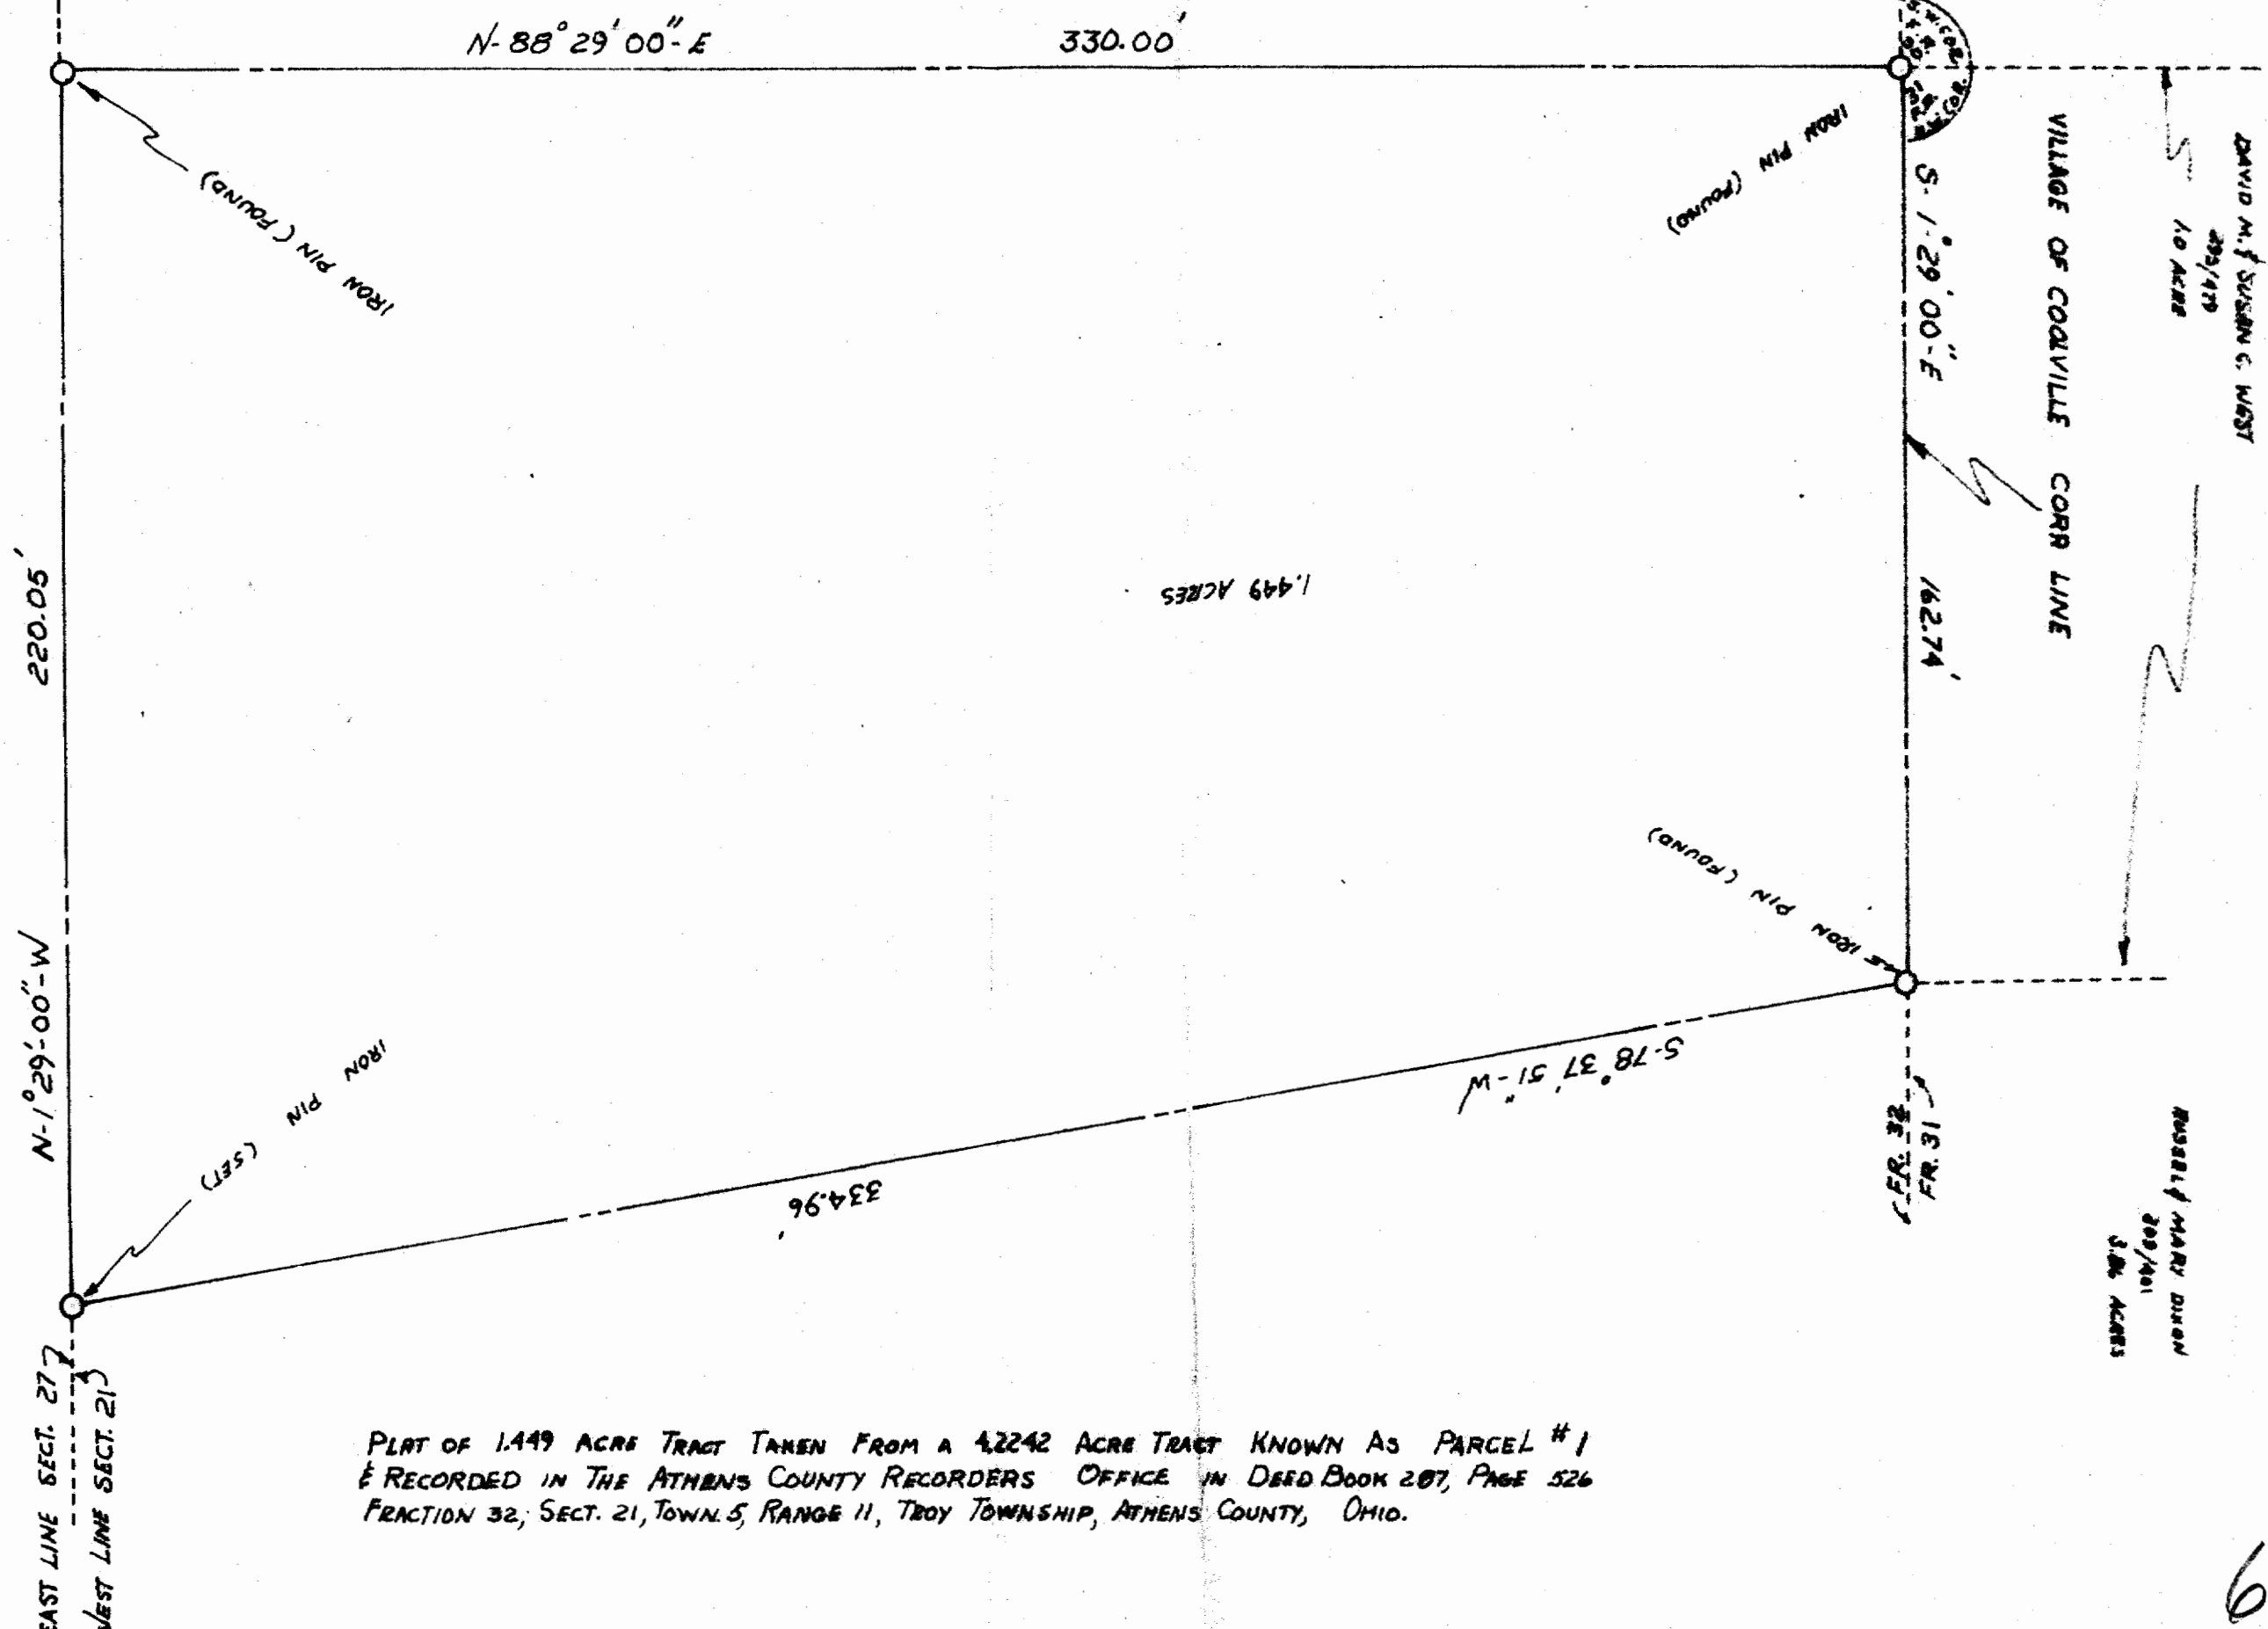 N-88°29'00"-E 330.00'
IRON PIN (FOUND)
IRON PIN (FOUND)
S-1°29'00"-E
162.74'
VILLAGE OF COOLVILLE CORR LINE
DAVID M. & SUSAN G. WEST
1.0 ACRE
220.05'
N-1°29'-00"-W
1.449 ACRES
IRON PIN (FOUND)
S-78°37'51"-W
334.96'
IRON PIN (SET)
FR. 32
FR. 31
RUSSELL & MARY DIXON
ACRES
EAST LINE SECT. 27
WEST LINE SECT. 21
PLAT OF 1.449 ACRE TRACT TAKEN FROM A 4.2242 ACRE TRACT KNOWN AS PARCEL #1
& RECORDED IN THE ATHENS COUNTY RECORDERS OFFICE IN DEED BOOK 287, PAGE 526
FRACTION 32, SECT. 21, TOWN. 5, RANGE 11, TROY TOWNSHIP, ATHENS COUNTY, OHIO.
6